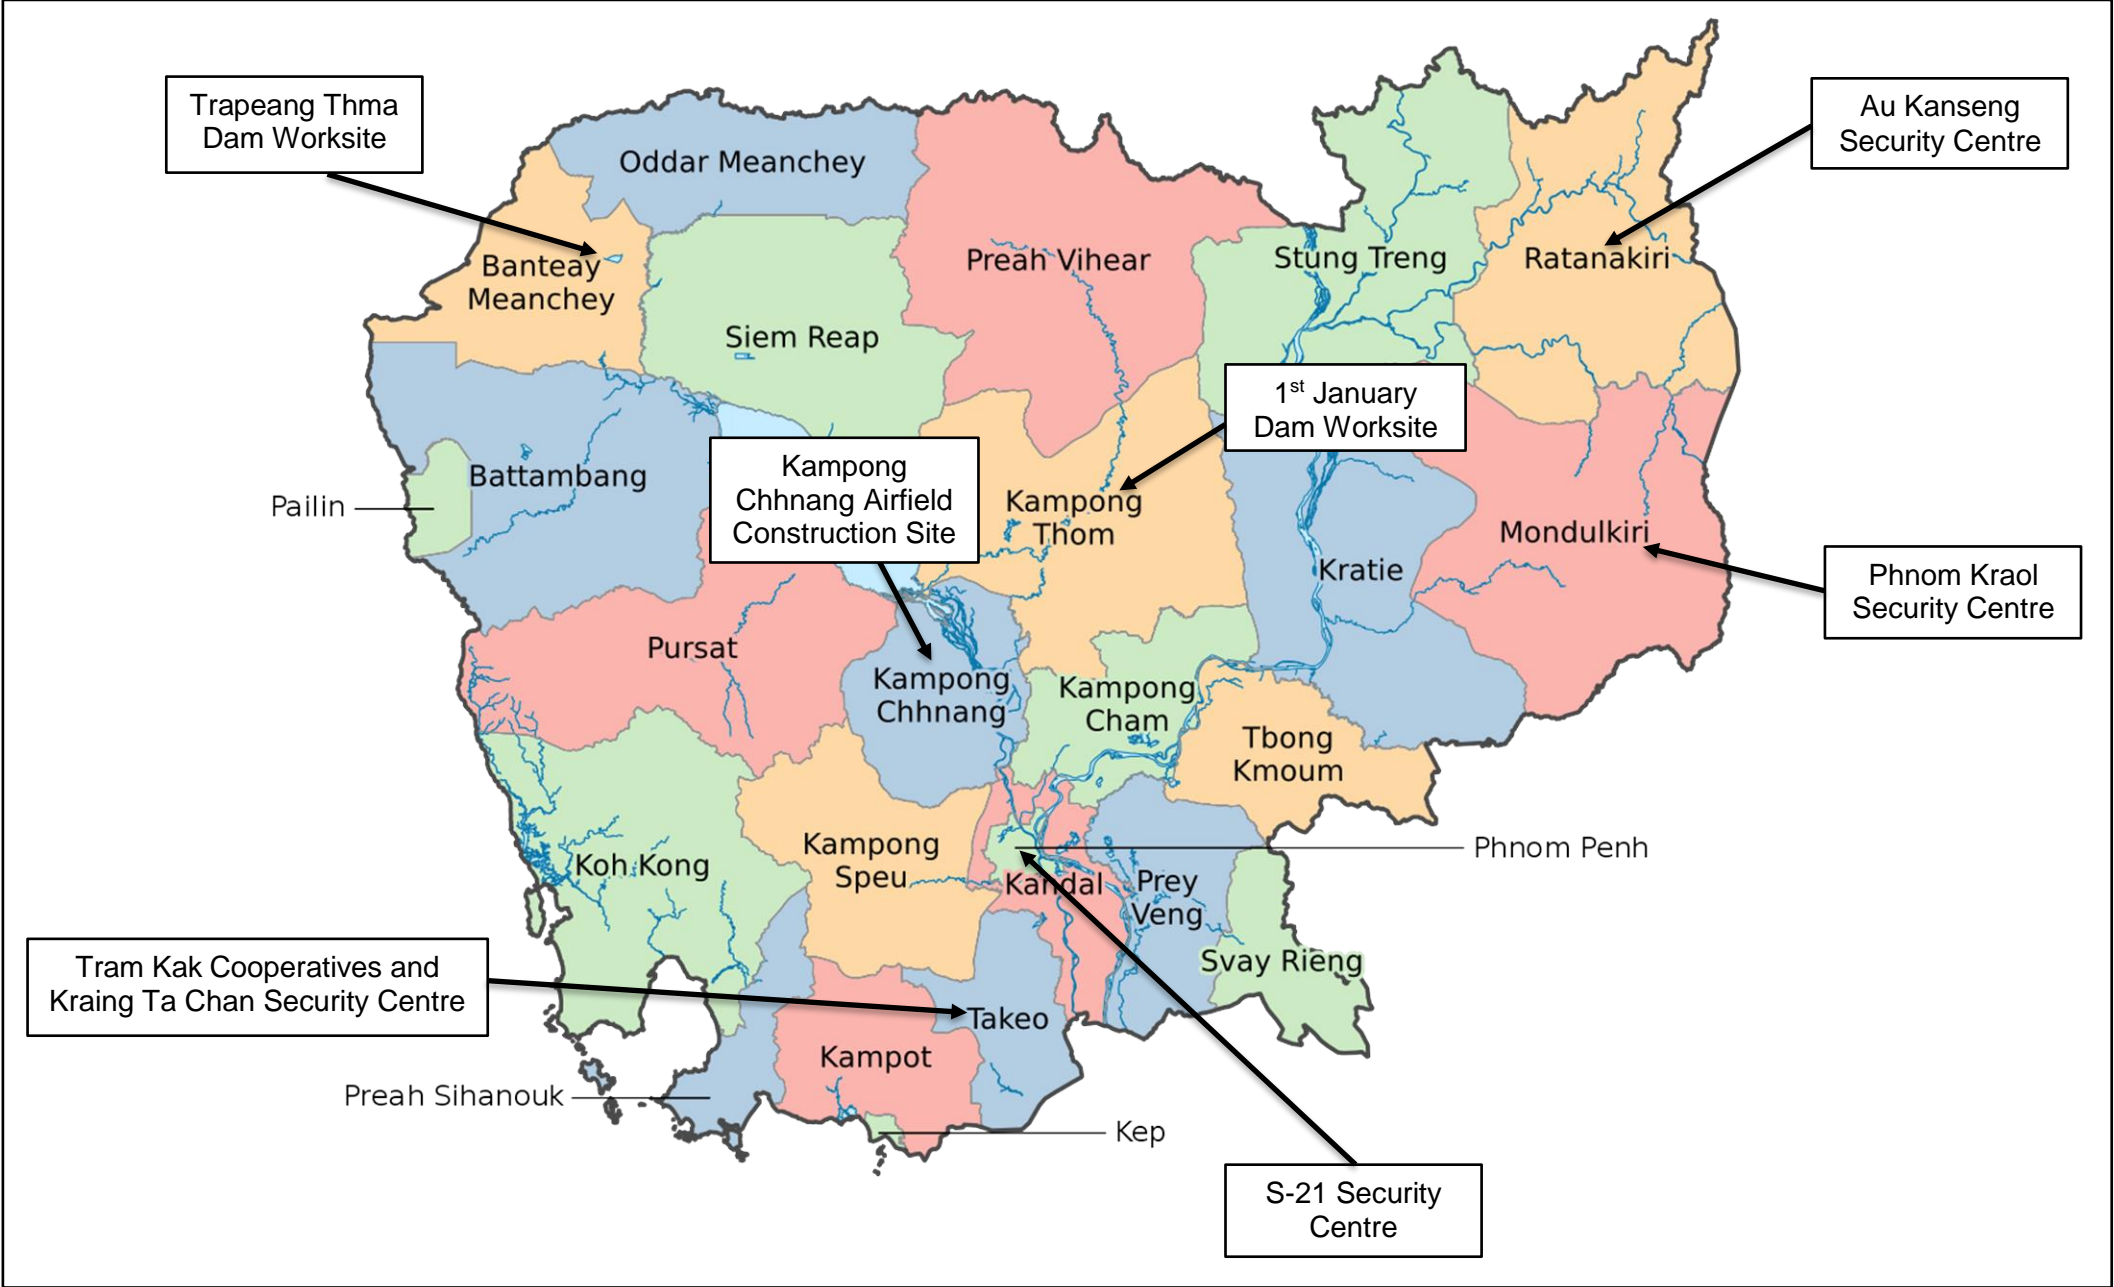 Trapeang Thma
Dam Worksite
Au Kanseng
Security Centre
Oddar Meanchey
Banteay
Meanchey
Preah Vihear
Stung Treng
Ratanakiri
Siem Reap
1st January
Dam Worksite
Pailin
Battambang
Kampong
Chhnang Airfield
Construction Site
Kampong
Thom
Kratie
Mondulkiri
Phnom Kraol
Security Centre
Pursat
Kampong
Chhnang
Kampong
Cham
Tbong
Kmoum
Koh Kong
Kampong
Speu
Phnom Penh
Kandal
Prey
Veng
Svay Rieng
Tram Kak Cooperatives and
Kraing Ta Chan Security Centre
Takeo
Kampot
Preah Sihanouk
Kep
S-21 Security
Centre